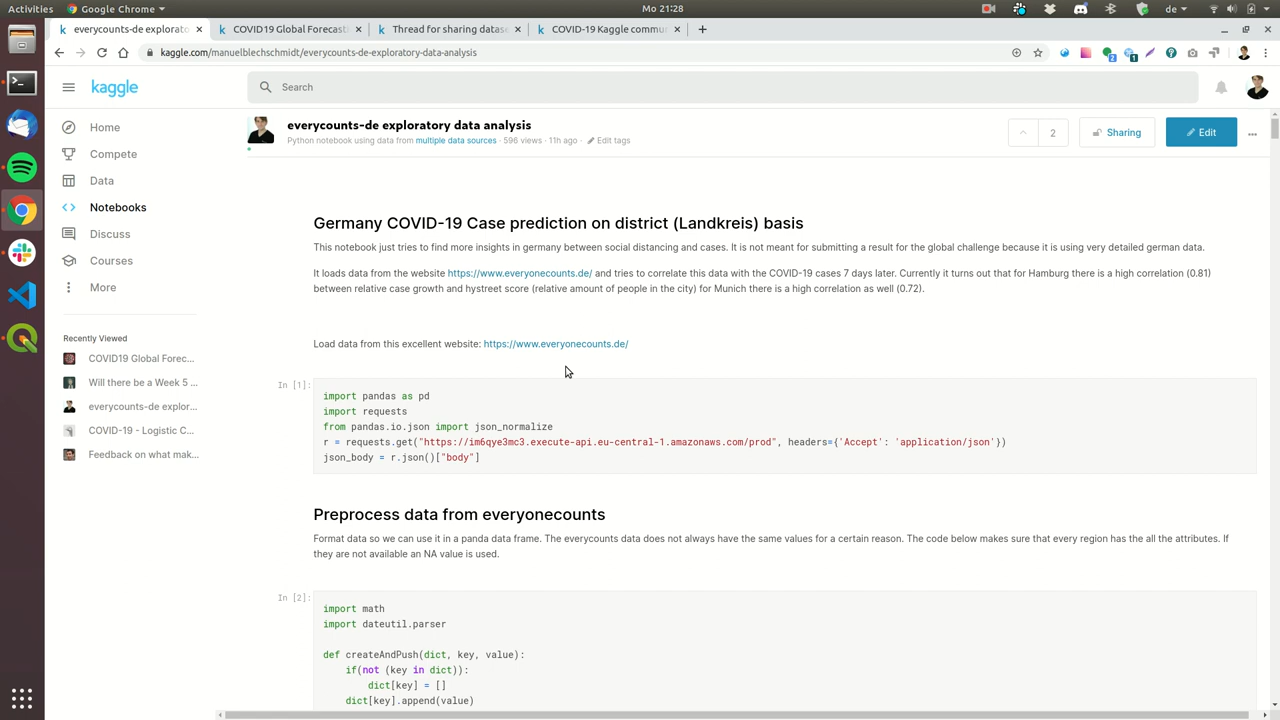 Activities
Google Chrome
Mo 21:28
de
everycounts-de explorato
COVID19 Global Forecast
Thread for sharing datase
COVID-19 Kaggle commu
kaggle.com/manuelblechschmidt/everycounts-de-exploratory-data-analysis
2
1
kaggle
Search
Home
Compete
Data
Notebooks
Discuss
Courses
More
Recently Viewed
COVID19 Global Forec...
Will there be a Week 5 ...
everycounts-de explor...
COVID-19 - Logistic C...
Feedback on what mak...
everycounts-de exploratory data analysis
Python notebook using data from multiple data sources · 596 views · 11h ago · Edit tags
2
Sharing
Edit
Germany COVID-19 Case prediction on district (Landkreis) basis
This notebook just tries to find more insights in germany between social distancing and cases. It is not meant for submitting a result for the global challenge because it is using very detailed german data.
It loads data from the website https://www.everyonecounts.de/ and tries to correlate this data with the COVID-19 cases 7 days later. Currently it turns out that for Hamburg there is a high correlation (0.81)
between relative case growth and hystreet score (relative amount of people in the city) for Munich there is a high correlation as well (0.72).
Load data from this excellent website: https://www.everyonecounts.de/
In [1]:
import pandas as pd
import requests
from pandas.io.json import json_normalize
r = requests.get("https://im6qye3mc3.execute-api.eu-central-1.amazonaws.com/prod", headers={'Accept': 'application/json'})
json_body = r.json()["body"]
Preprocess data from everyonecounts
Format data so we can use it in a panda data frame. The everycounts data does not always have the same values for a certain reason. The code below makes sure that every region has the all the attributes. If
they are not available an NA value is used.
In [2]:
import math
import dateutil.parser
def createAndPush(dict, key, value):
if(not (key in dict)):
dict[key] = []
dict[key].append(value)